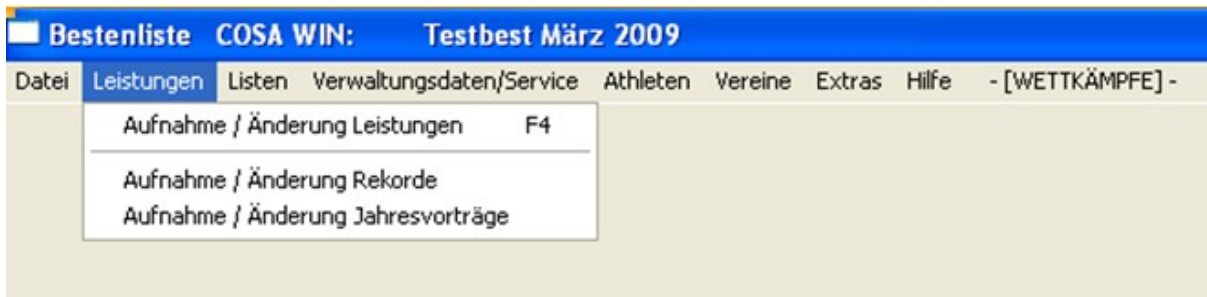 Bestenliste COSA WIN: Testbest März 2009
Datei Leistungen Listen Verwaltungsdaten/Service Athleten Vereine Extras Hilfe - [WETTKÄMPFE] -
Aufnahme / Änderung Leistungen F4
Aufnahme / Änderung Rekorde
Aufnahme / Änderung Jahresvorträge